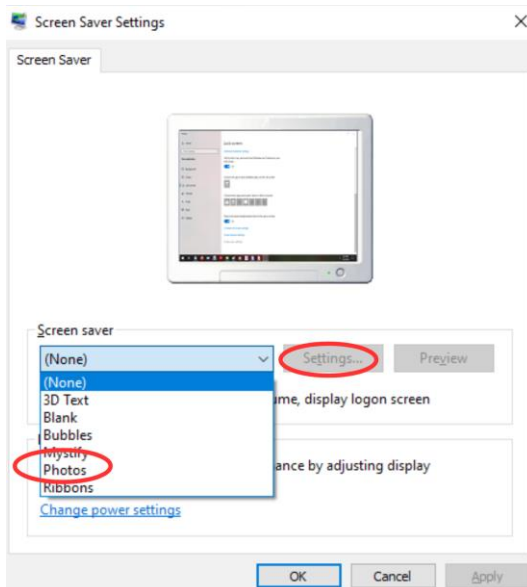 Screen Saver Settings
Screen Saver
Screen saver
(None)
Settings...
Preview
(None)
3D Text
Blank
Bubbles
Mystify
Photos
Ribbons
ume, display logon screen
ance by adjusting display
Change power settings
OK
Cancel
Apply